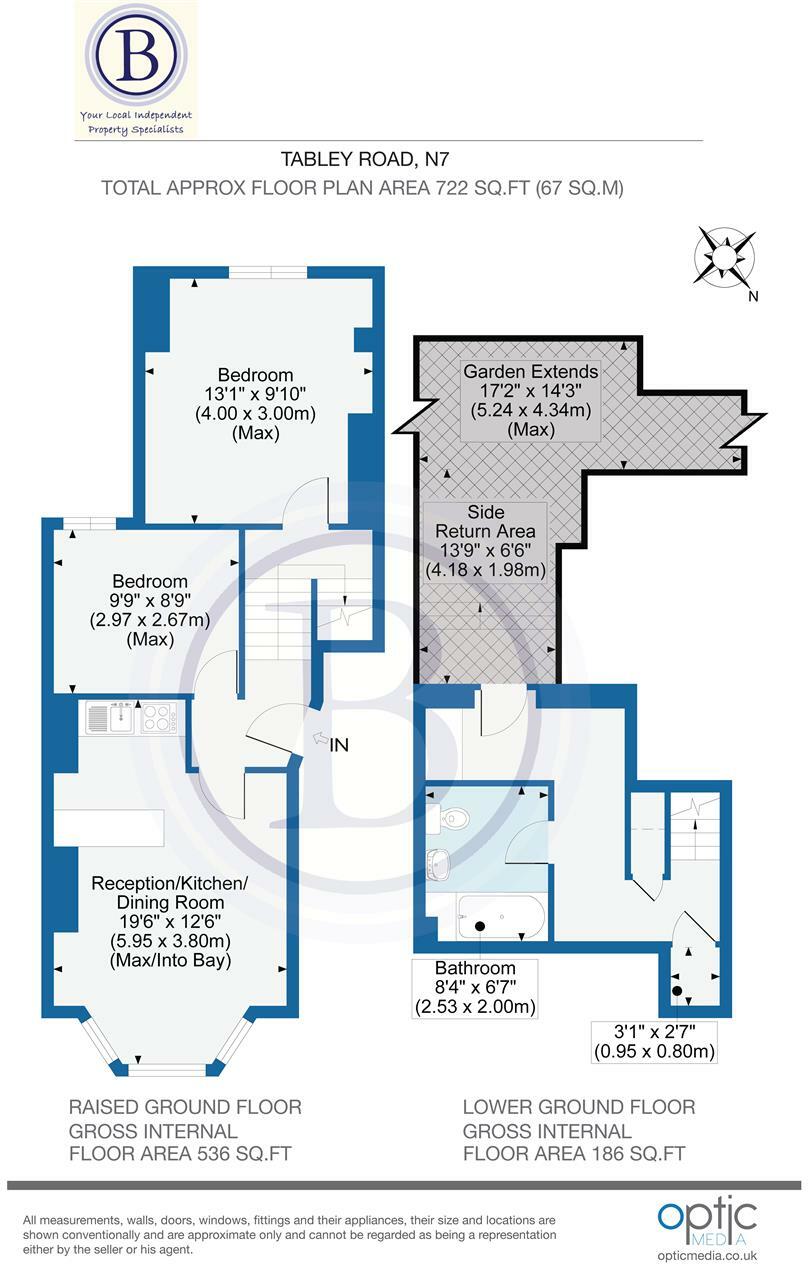 B
Your Local Independent
Property Specialists
TABLEY ROAD, N7
TOTAL APPROX FLOOR PLAN AREA 722 SQ.FT (67 SQ.M)
N
Bedroom
13'1" x 9'10"
(4.00 x 3.00m)
(Max)
Garden Extends
17'2" x 14'3"
(5.24 x 4.34m)
(Max)
Side
Return Area
13'9" x 6'6"
(4.18 x 1.98m)
Bedroom
9'9" x 8'9"
(2.97 x 2.67m)
(Max)
B
IN
Reception/Kitchen/
Dining Room
19'6" x 12'6"
(5.95 x 3.80m)
(Max/Into Bay)
Bathroom
8'4" x 6'7"
(2.53 x 2.00m)
3'1" x 2'7"
(0.95 x 0.80m)
RAISED GROUND FLOOR
GROSS INTERNAL
FLOOR AREA 536 SQ.FT
LOWER GROUND FLOOR
GROSS INTERNAL
FLOOR AREA 186 SQ.FT
All measurements, walls, doors, windows, fittings and their appliances, their size and locations are
shown conventionally and are approximate only and cannot be regarded as being a representation
either by the seller or his agent.
optic
MEDIA
opticmedia.co.uk